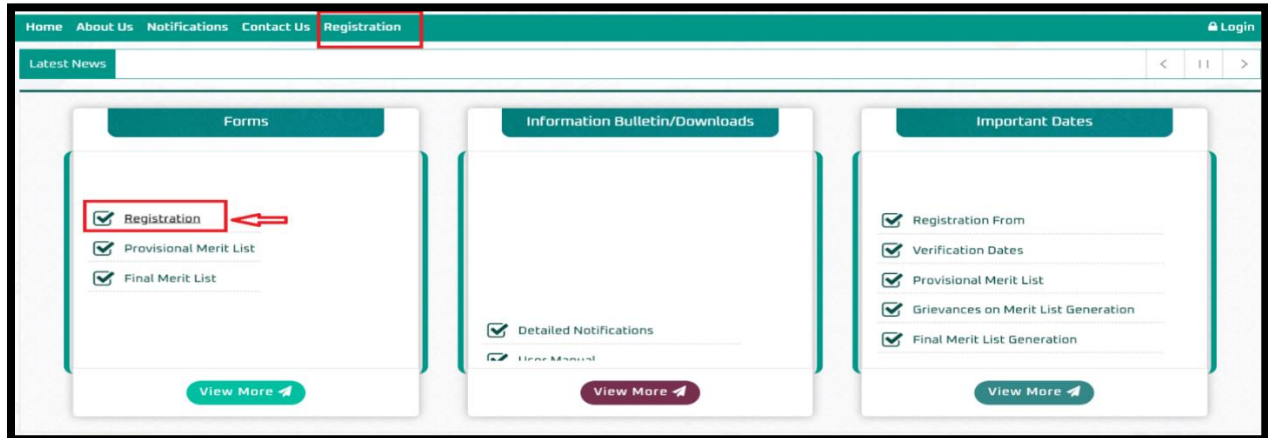 Home About Us Notifications Contact Us Registration Login
Latest News
Forms
Registration
Provisional Merit List
Final Merit List
View More
Information Bulletin/Downloads
Detailed Notifications
User Manual
View More
Important Dates
Registration From
Verification Dates
Provisional Merit List
Grievances on Merit List Generation
Final Merit List Generation
View More